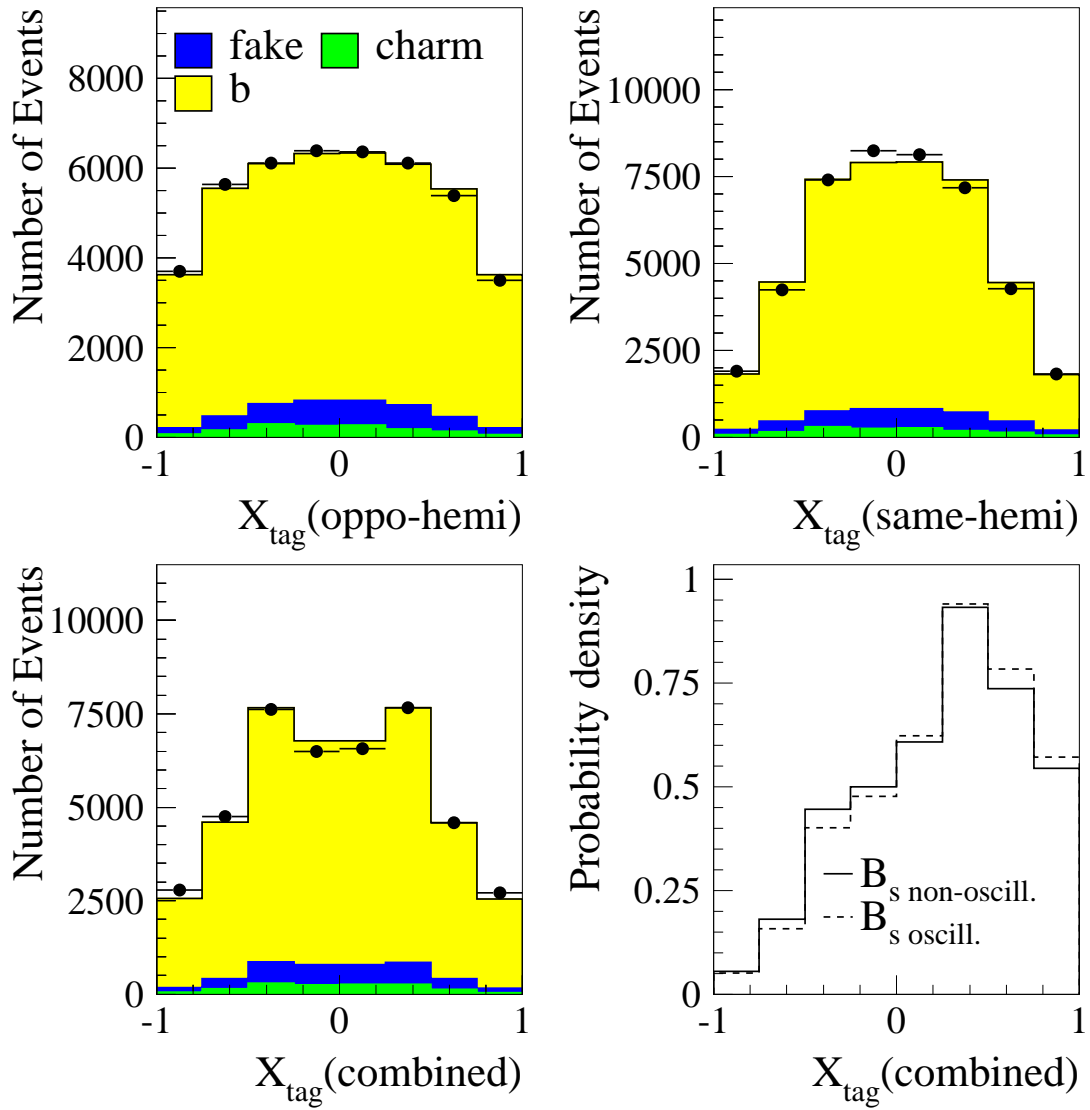 Number of Events
8000
6000
4000
2000
0
fake charm
b
-1 0 1
X_tag(oppo-hemi)
Number of Events
10000
7500
5000
2500
0
-1 0 1
X_tag(same-hemi)
Number of Events
10000
7500
5000
2500
0
-1 0 1
X_tag(combined)
Probability density
1
0.75
0.5
0.25
0
B_s non-oscill.
B_s oscill.
-1 0 1
X_tag(combined)